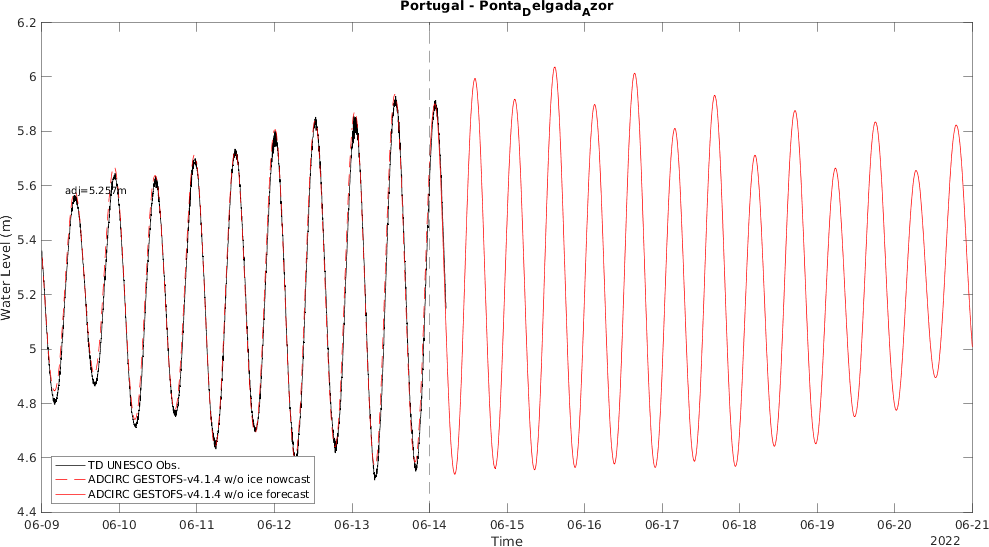 Portugal - PontaDelgadaAzor
6.2
6
5.8
5.6
5.4
5.2
5
4.8
4.6
4.4
Water Level (m)
adj=5.257m
TD UNESCO Obs.
ADCIRC GESTOFS-v4.1.4 w/o ice nowcast
ADCIRC GESTOFS-v4.1.4 w/o ice forecast
06-09 06-10 06-11 06-12 06-13 06-14 06-15 06-16 06-17 06-18 06-19 06-20 06-21
Time
2022